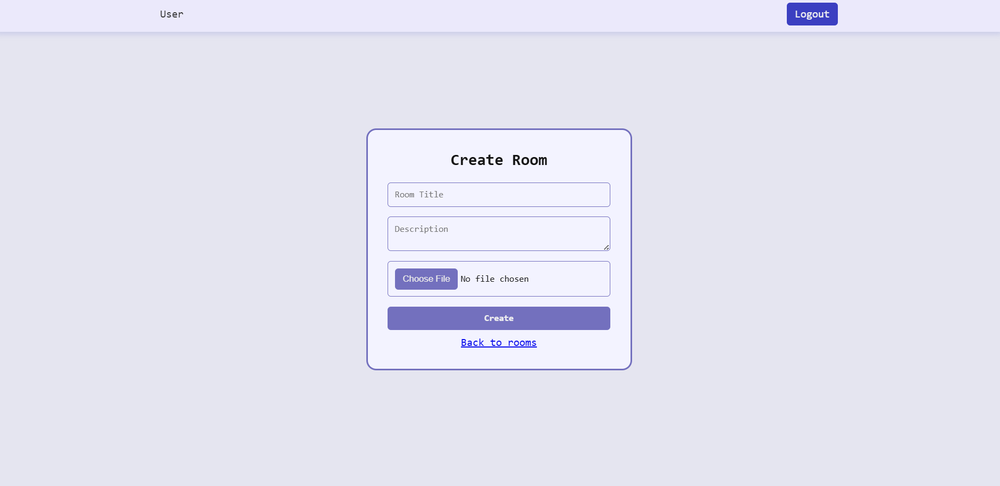 User
Logout
Create Room
Room Title
Description
Choose File No file chosen
Create
Back to rooms